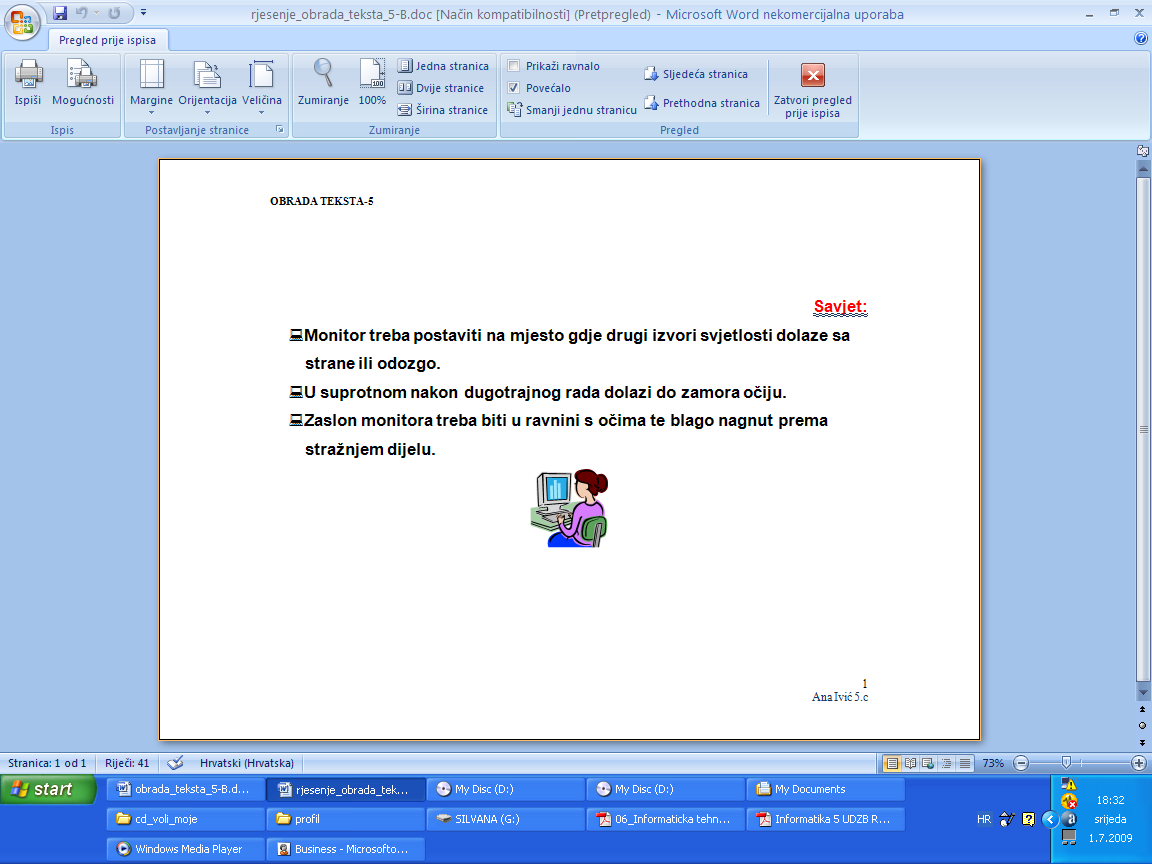 rjesenje_obrada_teksta_5-B.doc [Način kompatibilnosti] (Pretpregled) - Microsoft Word nekomercijalna uporaba
Pregled prije ispisa
Ispiši
Mogućnosti
Ispis
Margine
Orijentacija
Veličina
Postavljanje stranice
Zumiranje
100%
Jedna stranica
Dvije stranice
Širina stranice
Zumiranje
Prikaži ravnalo
Povećalo
Smanji jednu stranicu
Sljedeća stranica
Prethodna stranica
Zatvori pregled
prije ispisa
Pregled
OBRADA TEKSTA-5
Savjet:
Monitor treba postaviti na mjesto gdje drugi izvori svjetlosti dolaze sa
strane ili odozgo.
U suprotnom nakon dugotrajnog rada dolazi do zamora očiju.
Zaslon monitora treba biti u ravnini s očima te blago nagnut prema
stražnjem dijelu.
1
Ana Ivić 5.c
Stranica: 1 od 1
Riječi: 41
Hrvatski (Hrvatska)
73%
start
obrada_teksta_5-B.d...
rjesenje_obrada_tek...
My Disc (D:)
My Disc (D:)
My Documents
cd_voli_moje
profil
SILVANA (G:)
06_Informaticka tehn...
Informatika 5 UDZB R...
Windows Media Player
Business - Microsofto...
HR
18:32
srijeda
1.7.2009